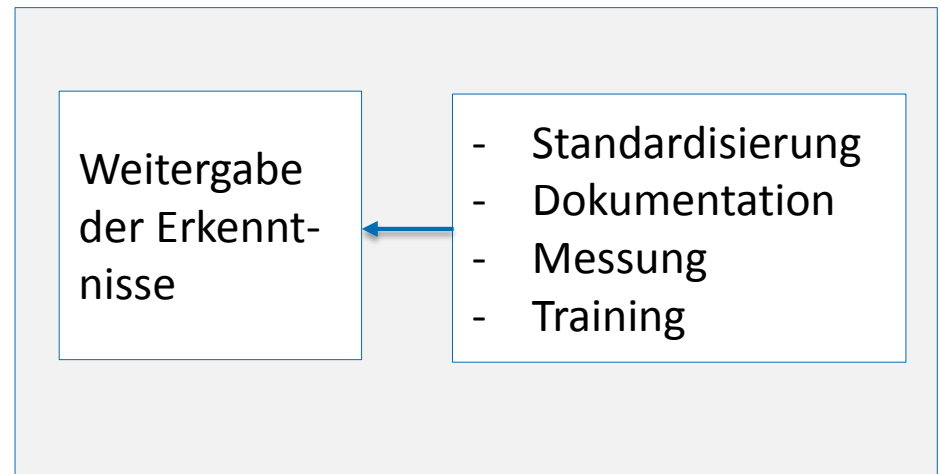 Weitergabe
der Erkennt-
nisse
- Standardisierung
- Dokumentation
- Messung
- Training